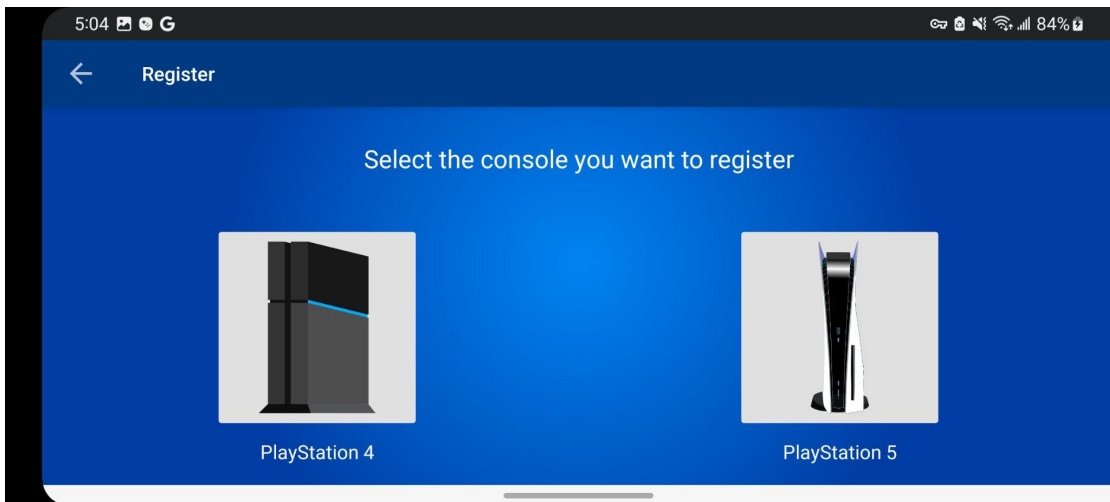 5:04 G 84%
Register
Select the console you want to register
PlayStation 4 PlayStation 5